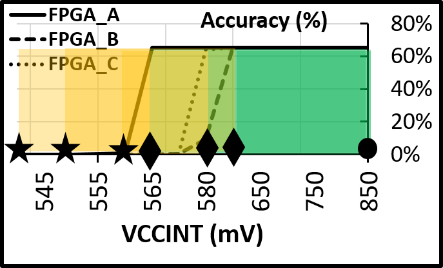 FPGA_A
FPGA_B
FPGA_C
Accuracy (%)
80%
60%
40%
20%
0%
545
555
565
580
650
750
850
VCCINT (mV)